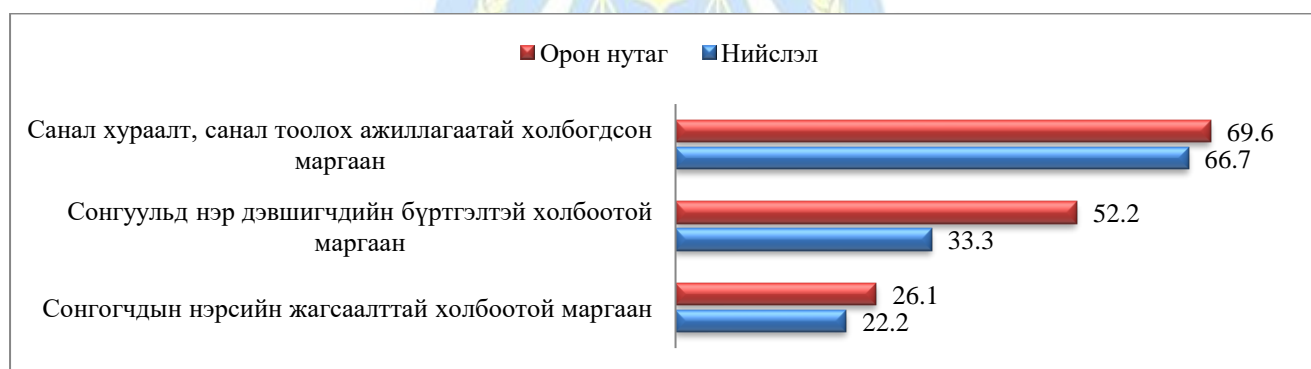 Орон нутаг Нийслэл
Санал хураалт, санал тоолох ажиллагаатай холбогдсон
маргаан
69.6
66.7
Сонгуульд нэр дэвшигчдийн бүртгэлтэй холбоотой
маргаан
52.2
33.3
Сонгогчдын нэрсийн жагсаалттай холбоотой маргаан
26.1
22.2